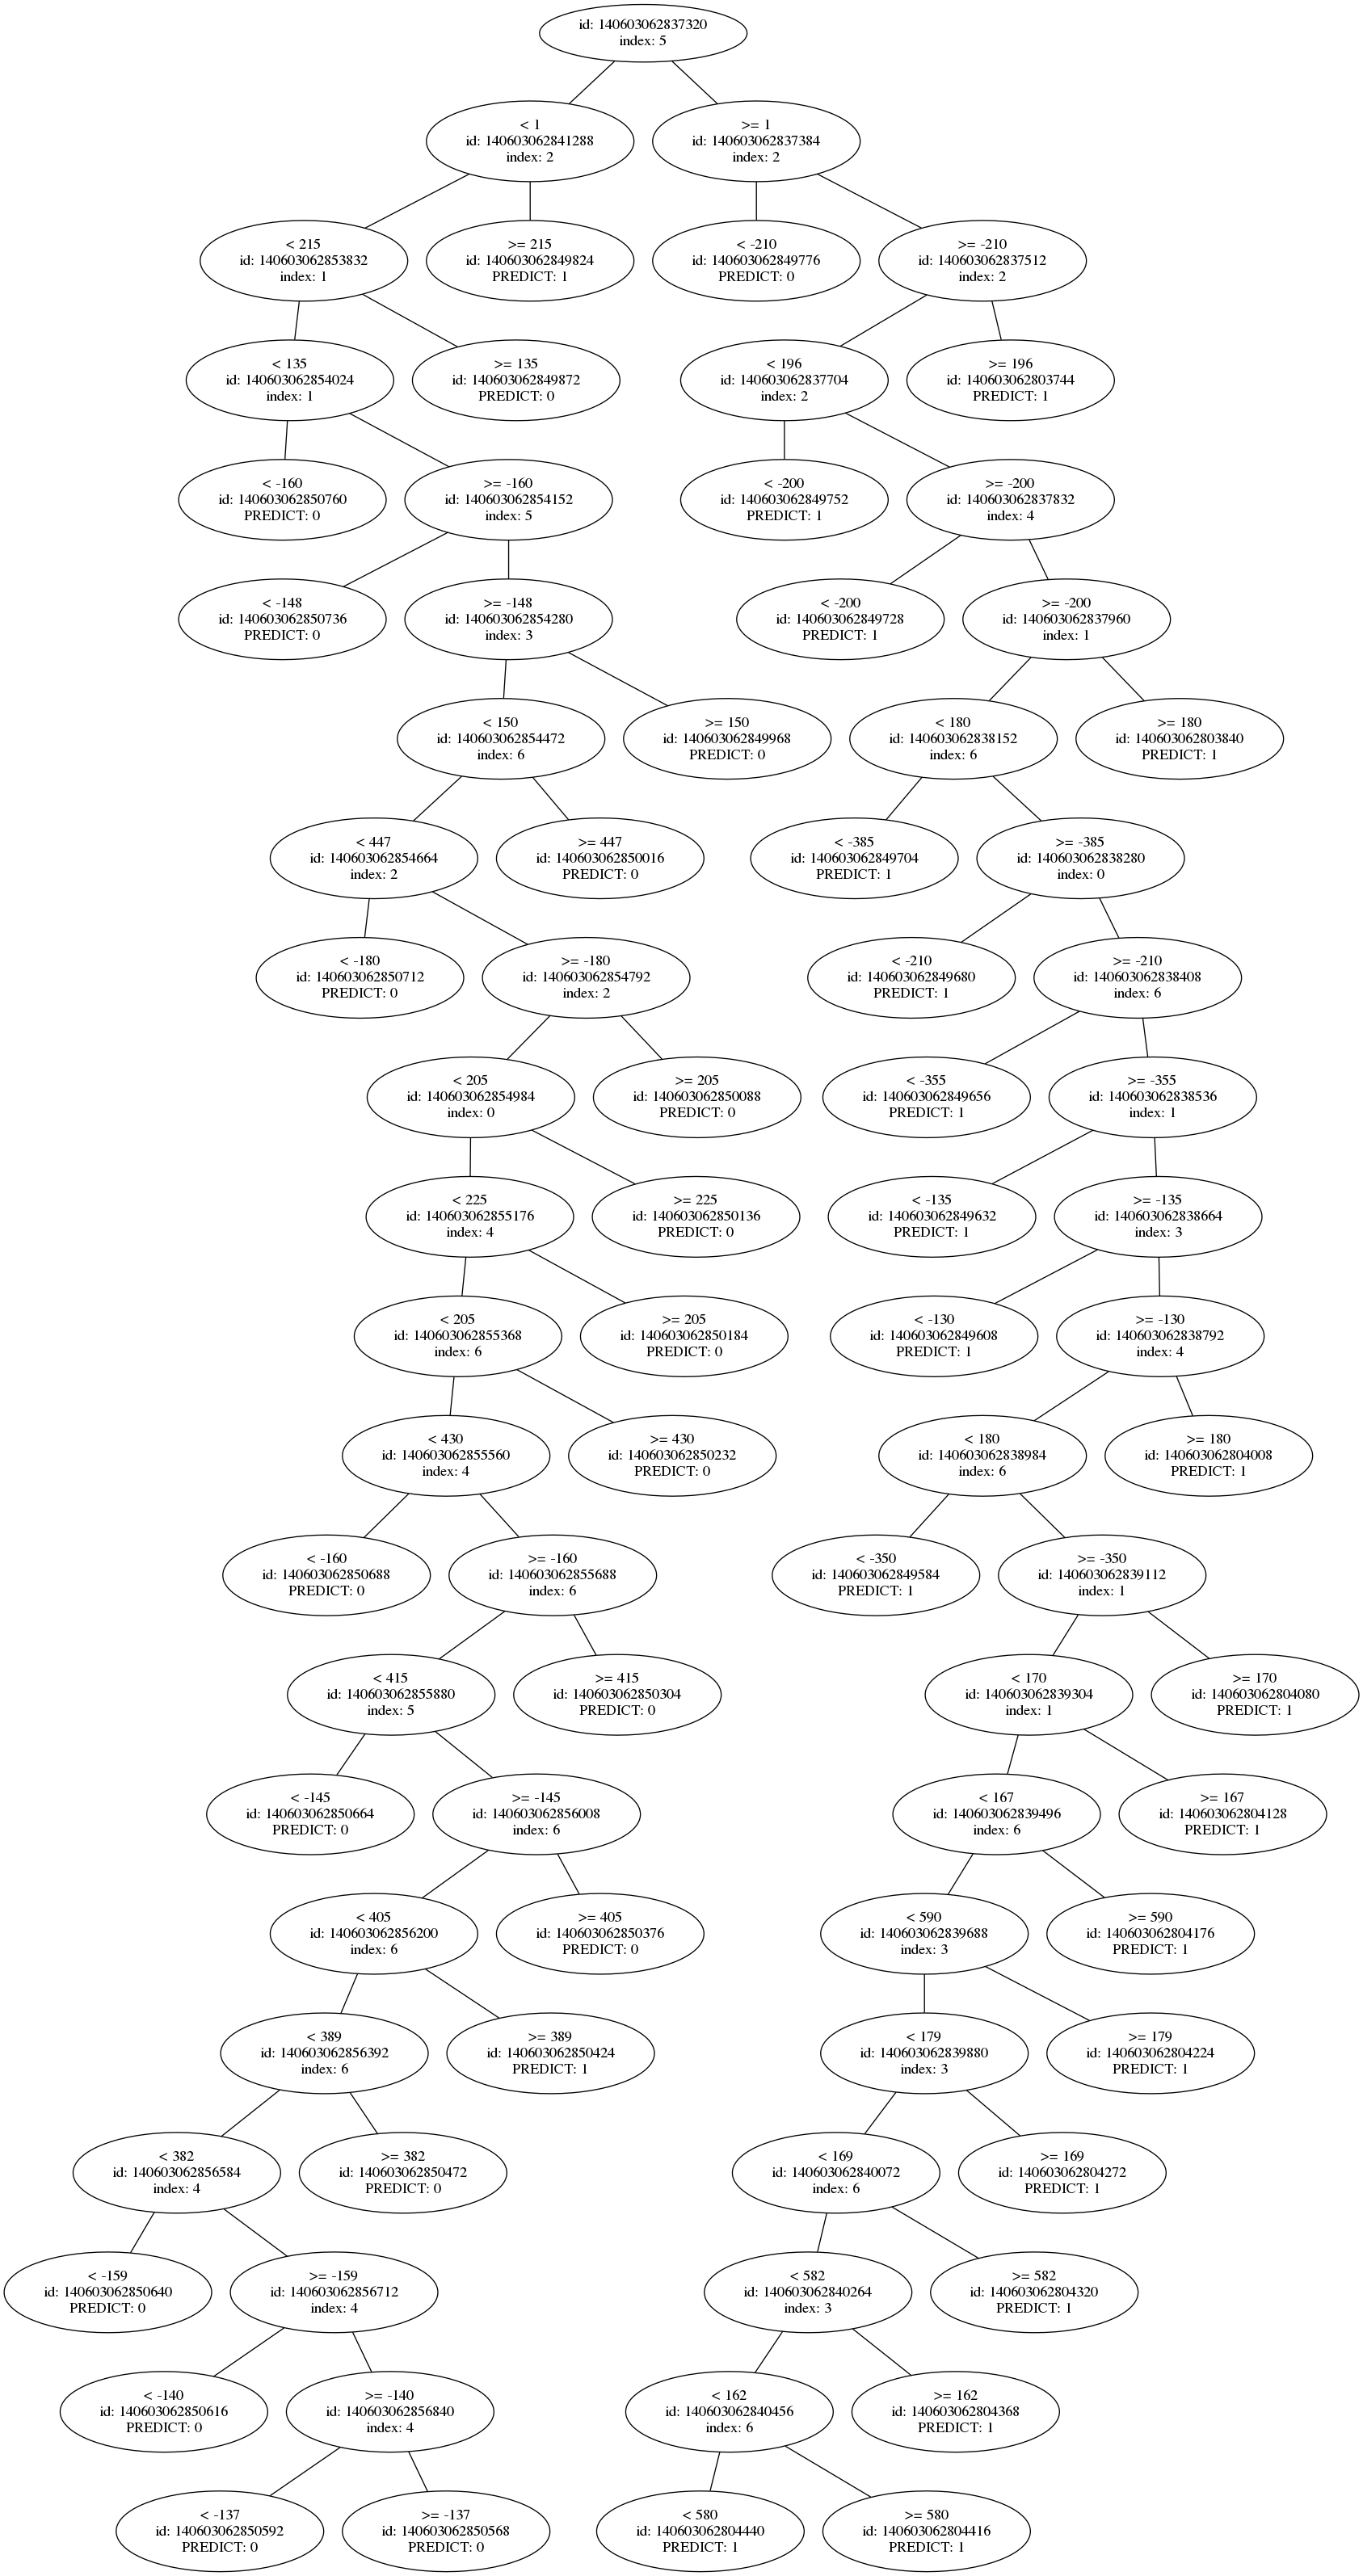 id: 140603062837320
index: 5
< 1
id: 140603062841288
index: 2
>= 1
id: 140603062837384
index: 2
< 215
id: 140603062853832
index: 1
>= 215
id: 140603062849824
PREDICT: 1
< -210
id: 140603062849776
PREDICT: 0
>= -210
id: 140603062837512
index: 2
< 135
id: 140603062854024
index: 1
>= 135
id: 140603062849872
PREDICT: 0
< 196
id: 140603062837704
index: 2
>= 196
id: 140603062803744
PREDICT: 1
< -160
id: 140603062850760
PREDICT: 0
>= -160
id: 140603062854152
index: 5
< -200
id: 140603062849752
PREDICT: 1
>= -200
id: 140603062837832
index: 4
< -148
id: 140603062850736
PREDICT: 0
>= -148
id: 140603062854280
index: 3
< -200
id: 140603062849728
PREDICT: 1
>= -200
id: 140603062837960
index: 1
< 150
id: 140603062854472
index: 6
>= 150
id: 140603062849968
PREDICT: 0
< 180
id: 140603062838152
index: 6
>= 180
id: 140603062803840
PREDICT: 1
< 447
id: 140603062854664
index: 2
>= 447
id: 140603062850016
PREDICT: 0
< -385
id: 140603062849704
PREDICT: 1
>= -385
id: 140603062838280
index: 0
< -180
id: 140603062850712
PREDICT: 0
>= -180
id: 140603062854792
index: 2
< -210
id: 140603062849680
PREDICT: 1
>= -210
id: 140603062838408
index: 6
< 205
id: 140603062854984
index: 0
>= 205
id: 140603062850088
PREDICT: 0
< -355
id: 140603062849656
PREDICT: 1
>= -355
id: 140603062838536
index: 1
< 225
id: 140603062855176
index: 4
>= 225
id: 140603062850136
PREDICT: 0
< -135
id: 140603062849632
PREDICT: 1
>= -135
id: 140603062838664
index: 3
< 205
id: 140603062855368
index: 6
>= 205
id: 140603062850184
PREDICT: 0
< -130
id: 140603062849608
PREDICT: 1
>= -130
id: 140603062838792
index: 4
< 430
id: 140603062855560
index: 4
>= 430
id: 140603062850232
PREDICT: 0
< 180
id: 140603062838984
index: 6
>= 180
id: 140603062804008
PREDICT: 1
< -160
id: 140603062850688
PREDICT: 0
>= -160
id: 140603062855688
index: 6
< -350
id: 140603062849584
PREDICT: 1
>= -350
id: 140603062839112
index: 1
< 415
id: 140603062855880
index: 5
>= 415
id: 140603062850304
PREDICT: 0
< 170
id: 140603062839304
index: 1
>= 170
id: 140603062804080
PREDICT: 1
< -145
id: 140603062850664
PREDICT: 0
>= -145
id: 140603062856008
index: 6
< 167
id: 140603062839496
index: 6
>= 167
id: 140603062804128
PREDICT: 1
< 405
id: 140603062856200
index: 6
>= 405
id: 140603062850376
PREDICT: 0
< 590
id: 140603062839688
index: 3
>= 590
id: 140603062804176
PREDICT: 1
< 389
id: 140603062856392
index: 6
>= 389
id: 140603062850424
PREDICT: 1
< 179
id: 140603062839880
index: 3
>= 179
id: 140603062804224
PREDICT: 1
< 382
id: 140603062856584
index: 4
>= 382
id: 140603062850472
PREDICT: 0
< 169
id: 140603062840072
index: 6
>= 169
id: 140603062804272
PREDICT: 1
< -159
id: 140603062850640
PREDICT: 0
>= -159
id: 140603062856712
index: 4
< 582
id: 140603062840264
index: 3
>= 582
id: 140603062804320
PREDICT: 1
< -140
id: 140603062850616
PREDICT: 0
>= -140
id: 140603062856840
index: 4
< 162
id: 140603062840456
index: 6
>= 162
id: 140603062804368
PREDICT: 1
< -137
id: 140603062850592
PREDICT: 0
>= -137
id: 140603062850568
PREDICT: 0
< 580
id: 140603062804440
PREDICT: 1
>= 580
id: 140603062804416
PREDICT: 1